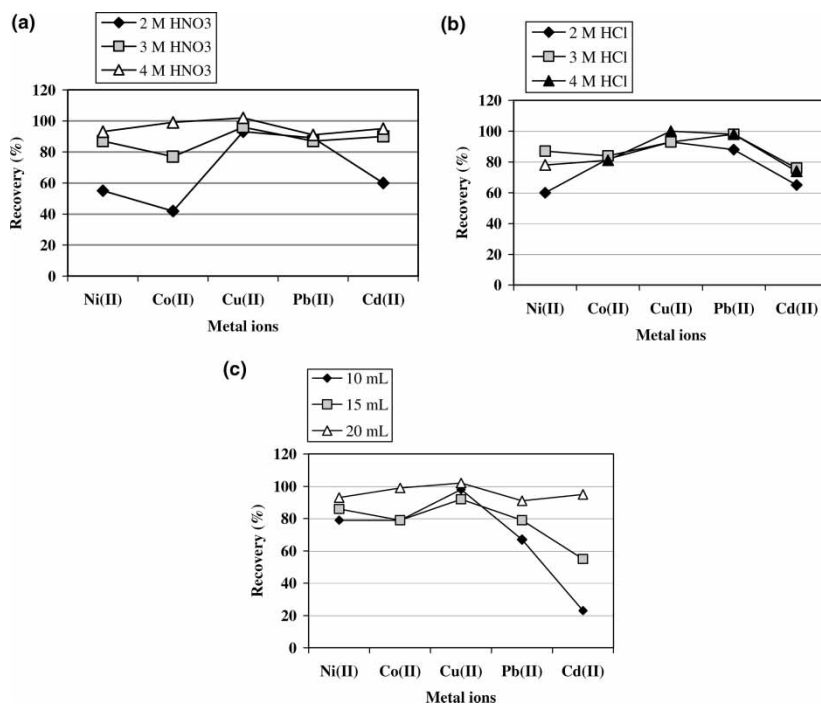 (a)
2 M HNO3
3 M HNO3
4 M HNO3
120
100
80
60
40
20
0
Recovery (%)
Ni(II) Co(II) Cu(II) Pb(II) Cd(II)
Metal ions
(b)
2 M HCl
3 M HCl
4 M HCl
120
100
80
60
40
20
0
Recovery (%)
Ni(II) Co(II) Cu(II) Pb(II) Cd(II)
Metal ions
(c)
10 mL
15 mL
20 mL
120
100
80
60
40
20
0
Recovery (%)
Ni(II) Co(II) Cu(II) Pb(II) Cd(II)
Metal ions